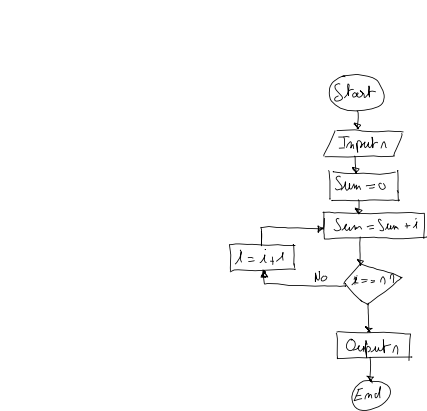 Start
Input n
Sum = 0
Sum = Sum + i
i = i + 1
No
i == n ?
Output n
End